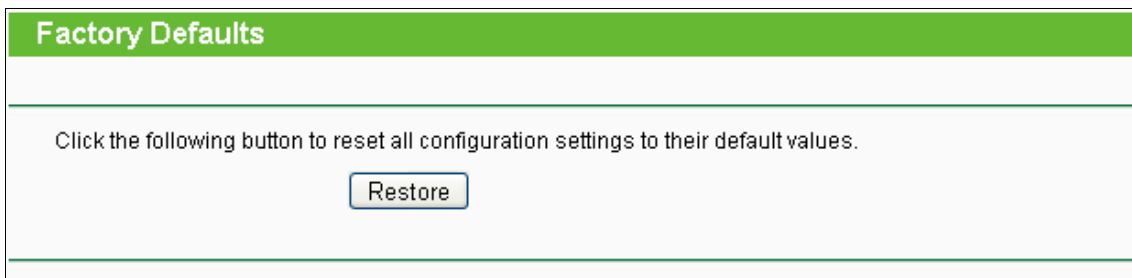 Factory Defaults
Click the following button to reset all configuration settings to their default values.
Restore